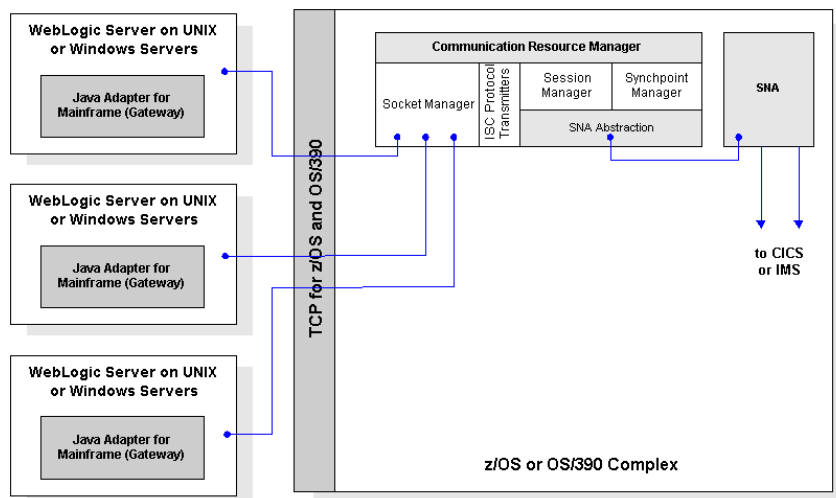 WebLogic Server on UNIX
or Windows Servers
Java Adapter for
Mainframe (Gateway)
WebLogic Server on UNIX
or Windows Servers
Java Adapter for
Mainframe (Gateway)
WebLogic Server on UNIX
or Windows Servers
Java Adapter for
Mainframe (Gateway)
TCP for z/OS and OS/390
Communication Resource Manager
Socket Manager
ISC Protocol
Transmitters
Session
Manager
Synchpoint
Manager
SNA Abstraction
SNA
to CICS
or IMS
z/OS or OS/390 Complex